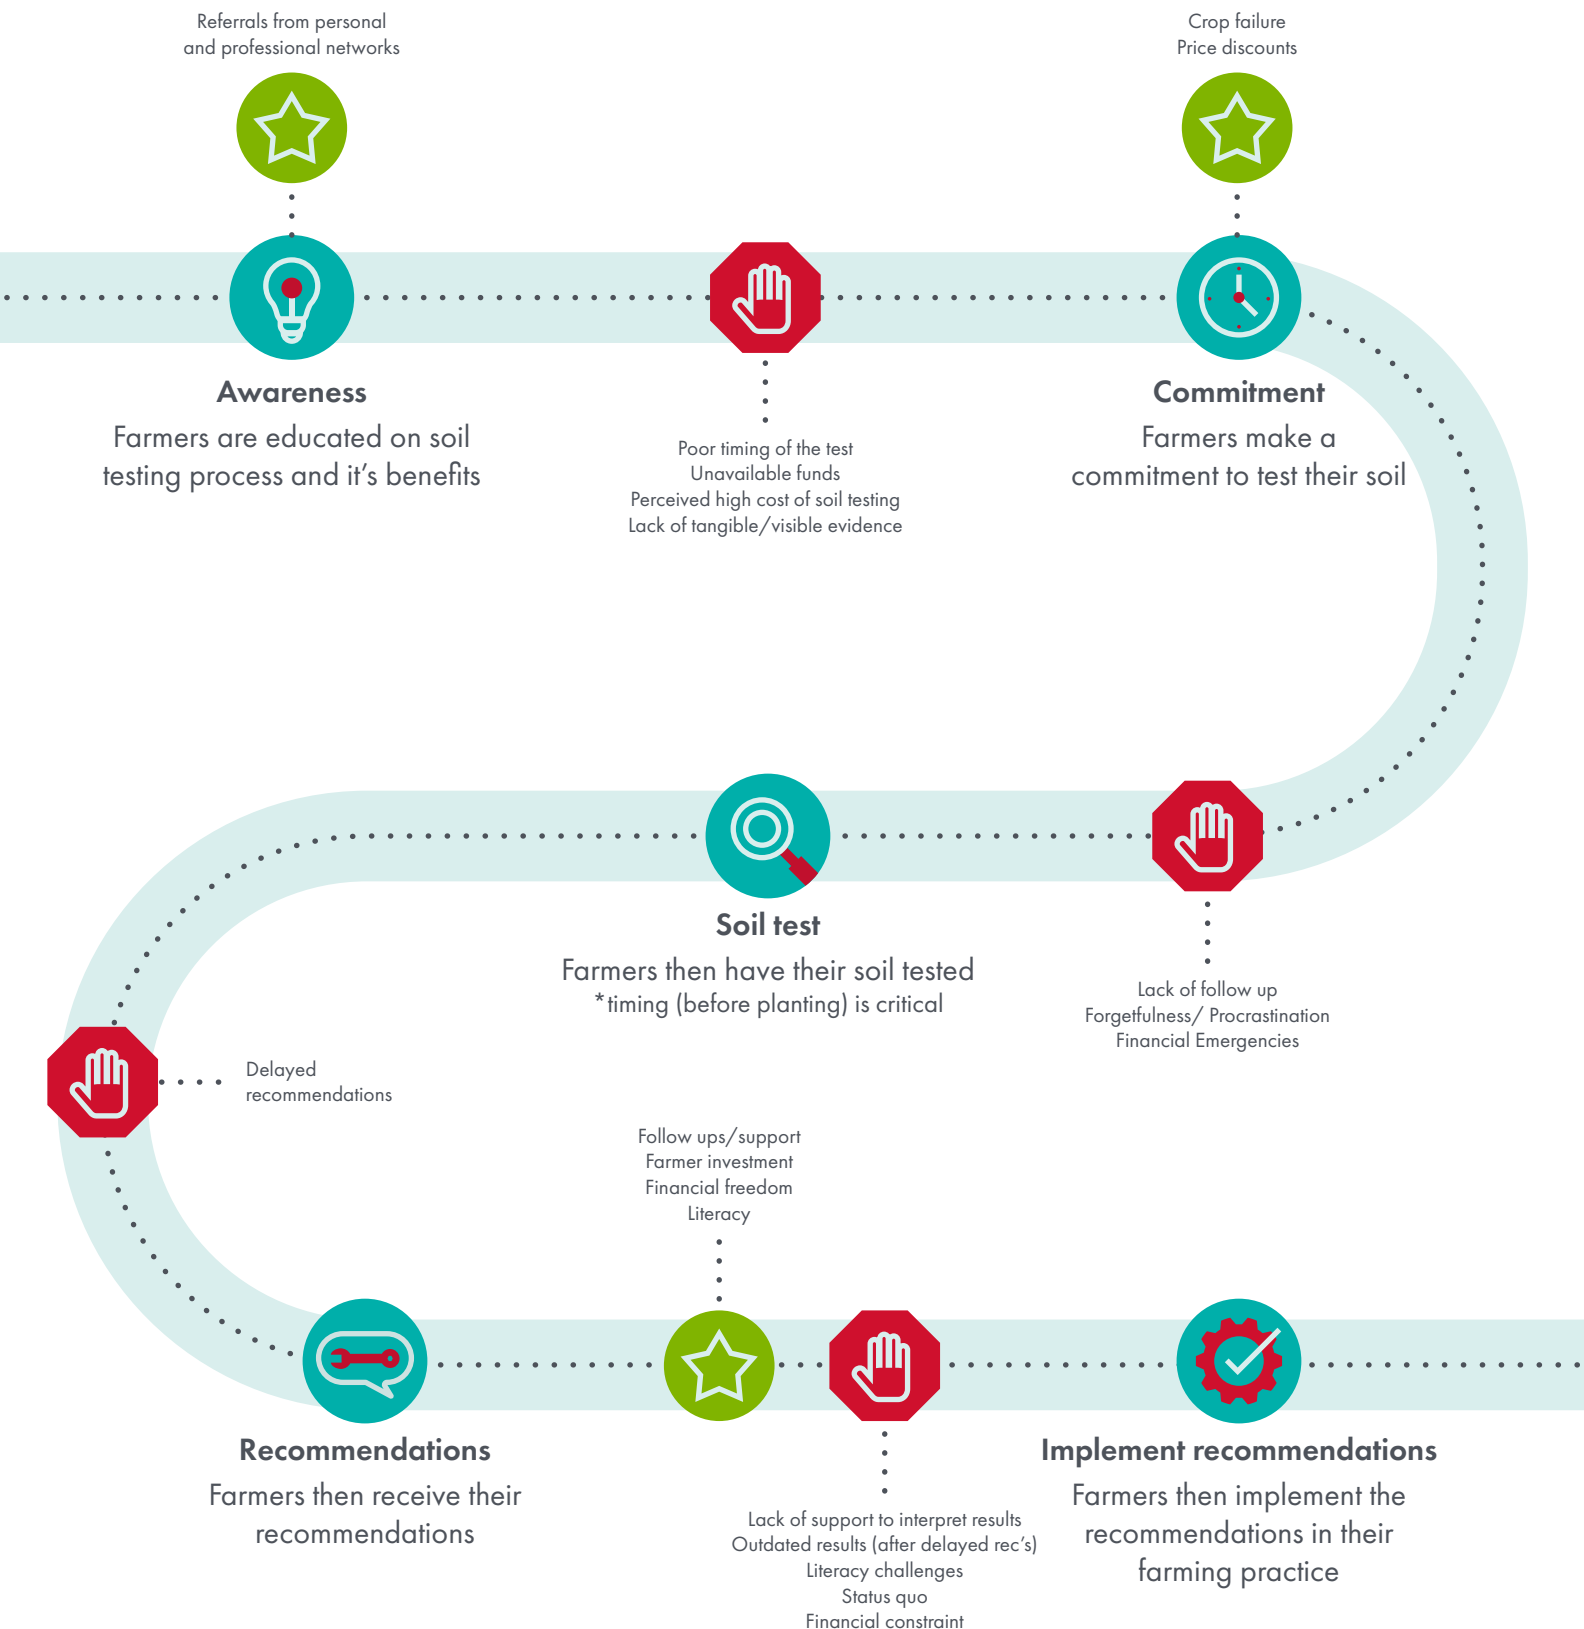 Referrals from personal
and professional networks
Crop failure
Price discounts
Awareness
Farmers are educated on soil
testing process and it's benefits
Poor timing of the test
Unavailable funds
Perceived high cost of soil testing
Lack of tangible/visible evidence
Commitment
Farmers make a
commitment to test their soil
Soil test
Farmers then have their soil tested
*timing (before planting) is critical
Lack of follow up
Forgetfulness/ Procrastination
Financial Emergencies
Delayed
recommendations
Follow ups/support
Farmer investment
Financial freedom
Literacy
Recommendations
Farmers then receive their
recommendations
Lack of support to interpret results
Outdated results (after delayed rec's)
Literacy challenges
Status quo
Financial constraint
Implement recommendations
Farmers then implement the
recommendations in their
farming practice